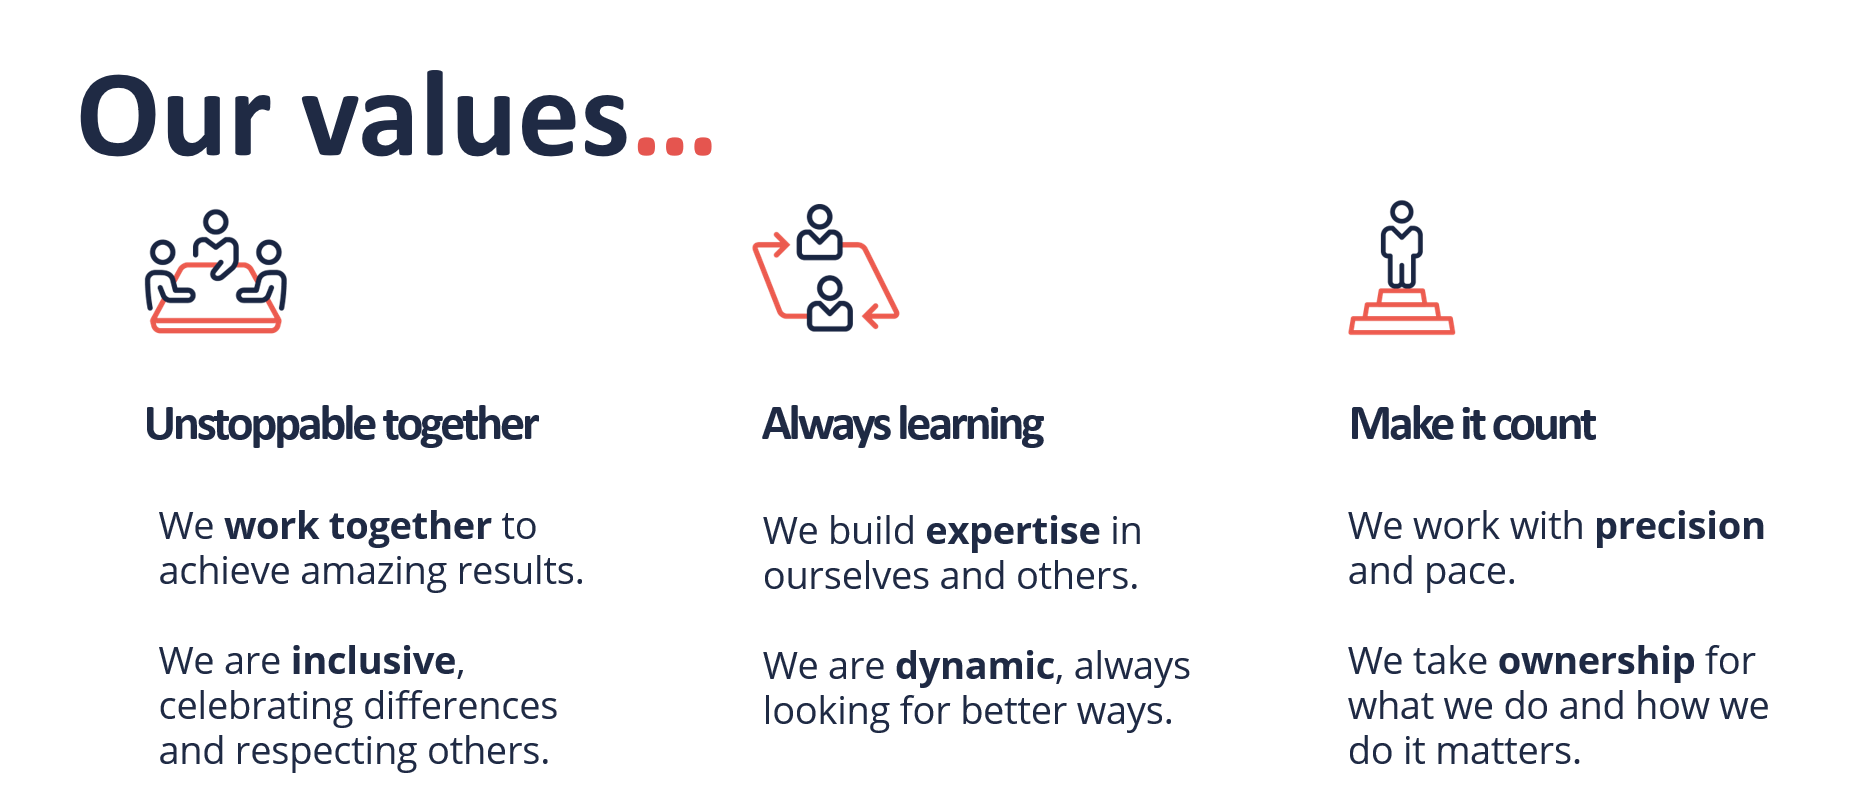 Our values...
Unstoppable together
We work together to
achieve amazing results.
We are inclusive,
celebrating differences
and respecting others.
Always learning
We build expertise in
ourselves and others.
We are dynamic, always
looking for better ways.
Make it count
We work with precision
and pace.
We take ownership for
what we do and how we
do it matters.